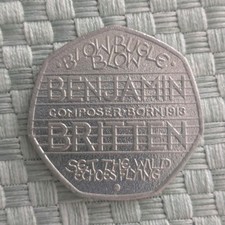 BLOW BUGLE
BLOW
BENJAMIN
COMPOSER BORN 1913
BRITTEN
SET THE WILD
ECHOES FLYING